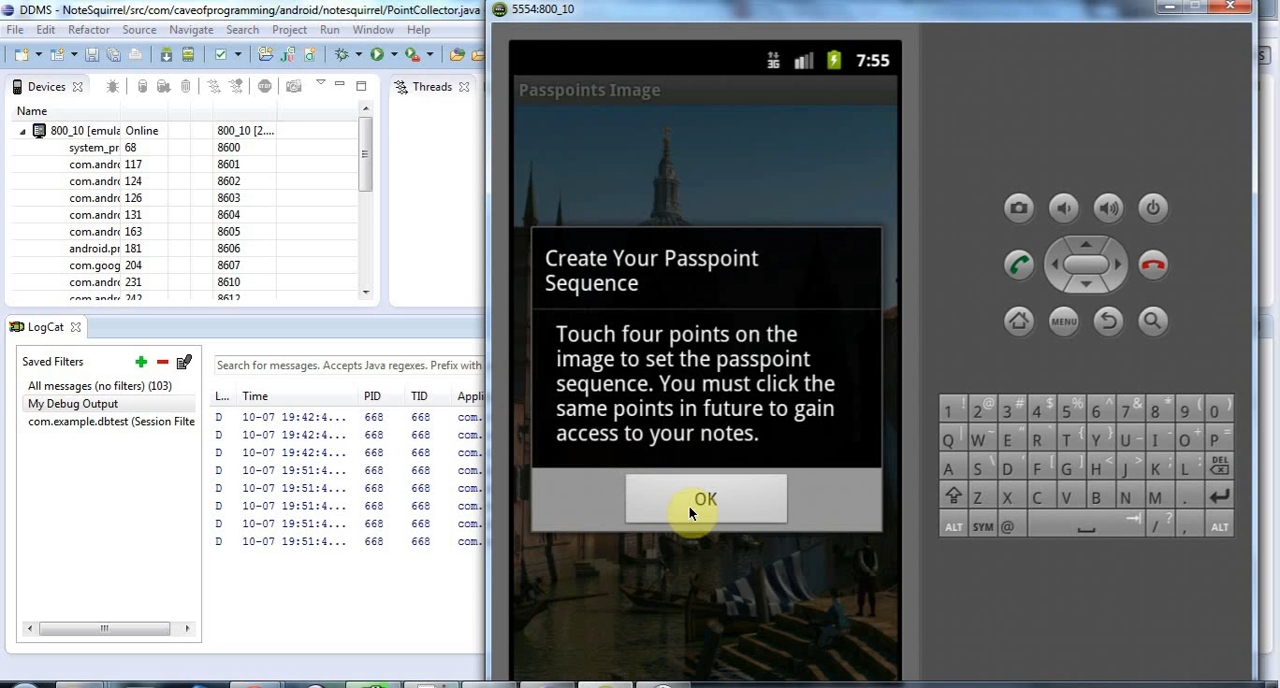 DDMS - NoteSquirrel/src/com/caveofprogramming/android/notesquirrel/PointCollector.java
File Edit Refactor Source Navigate Search Project Run Window Help
Devices
Threads
Name
800_10 [emula Online 800_10 [2....
system_pr 68 8600
com.andro 117 8601
com.andro 124 8602
com.andro 126 8603
com.andro 131 8604
com.andro 163 8605
android.pr 181 8606
com.goog 204 8607
com.andro 231 8610
com.andro 242 8612
LogCat
Saved Filters
All messages (no filters) (103)
My Debug Output
com.example.dbtest (Session Filte
Search for messages. Accepts Java regexes. Prefix with
L... Time PID TID Appli
D 10-07 19:42:4... 668 668 com.
D 10-07 19:42:4... 668 668 com.
D 10-07 19:42:4... 668 668 com.
D 10-07 19:51:4... 668 668 com.
D 10-07 19:51:4... 668 668 com.
D 10-07 19:51:4... 668 668 com.
D 10-07 19:51:4... 668 668 com.
D 10-07 19:51:4... 668 668 com.
5554:800_10
3G 7:55
Passpoints Image
Create Your Passpoint
Sequence
Touch four points on the
image to set the passpoint
sequence. You must click the
same points in future to gain
access to your notes.
OK
MENU
1 ! 2 @ 3 # 4 $ 5 % 6 ^ 7 & 8 * 9 ( 0 )
Q W E R T Y U I O P
A S D F G H J K L DEL
Z X C V B N M .
ALT SYM @ / ? , ALT